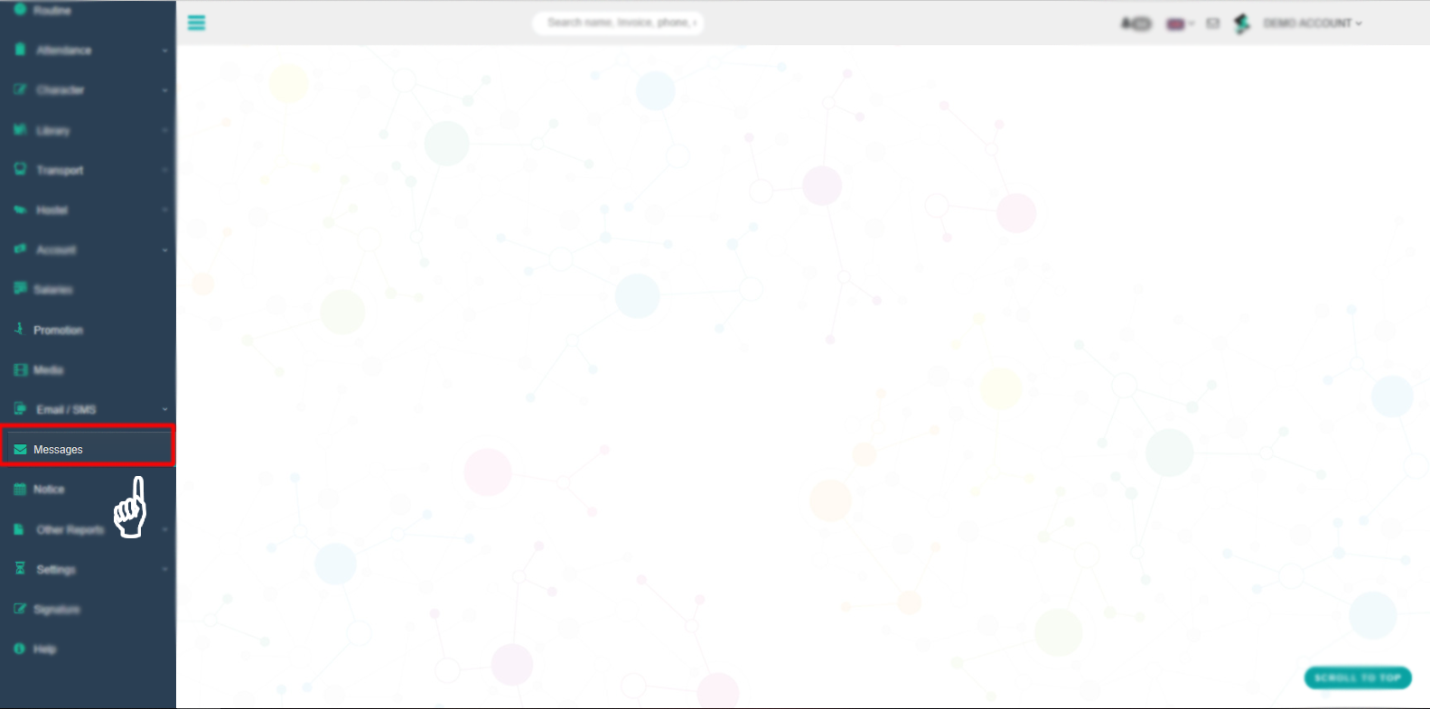 Routine
Search name, Invoice, phone,
DEMO ACCOUNT
Attendance
Character
Library
Transport
Hostel
Account
Salaries
Promotion
Media
Email / SMS
Messages
Notice
Other Reports
Settings
Signature
Help
SCROLL TO TOP